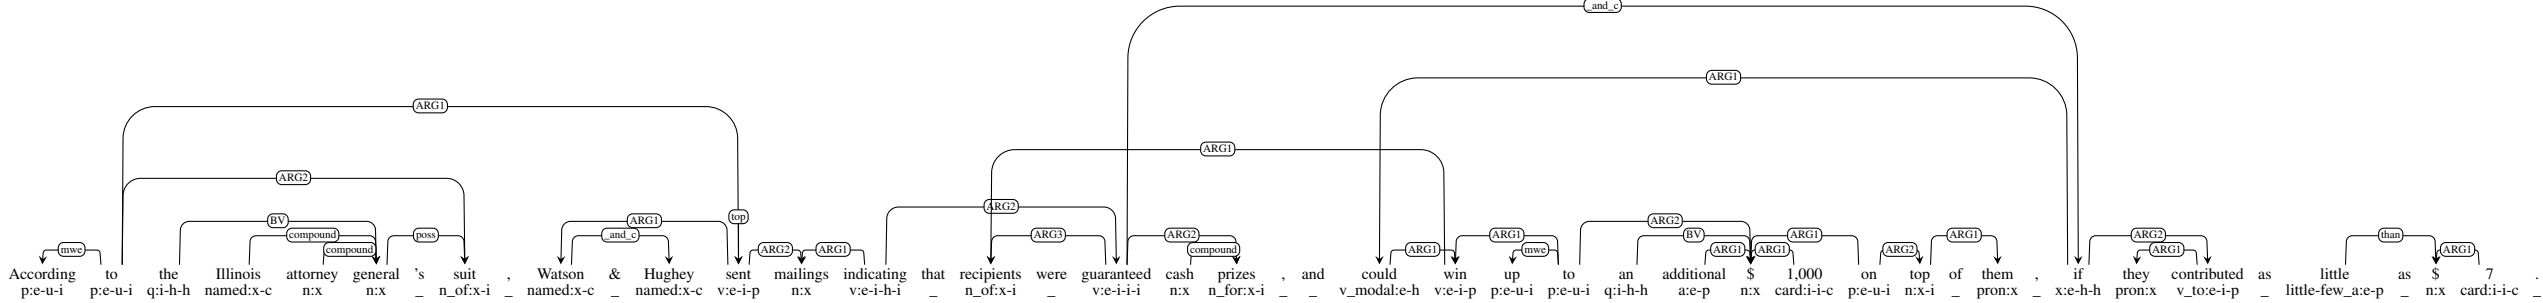 _and_c
ARG1
ARG1
ARG1
ARG2
ARG2
top
BV ARG1 ARG2
compound poss _and_c ARG3 ARG2 ARG1 BV ARG1 ARG2 than
mwe compound ARG2 ARG1 compound ARG1 mwe ARG1 ARG1 ARG2 ARG1 ARG1 ARG1
According to the Illinois attorney general 's suit , Watson & Hughey sent mailings indicating that recipients were guaranteed cash prizes , and could win up to an additional $ 1,000 on top of them , if they contributed as little as $ 7 .
p:e-u-i p:e-u-i q:i-h-h named:x-c n:x n:x _ n_of:x-i _ named:x-c _ named:x-c v:e-i-p n:x v:e-i-h-i _ n_of:x-i _ v:e-i-i-i n:x n_for:x-i _ _ v_modal:e-h v:e-i-p p:e-u-i p:e-u-i q:i-h-h a:e-p n:x card:i-i-c p:e-u-i n:x-i _ pron:x _ x:e-h-h pron:x v_to:e-i-p _ little-few_a:e-p _ n:x card:i-i-c _